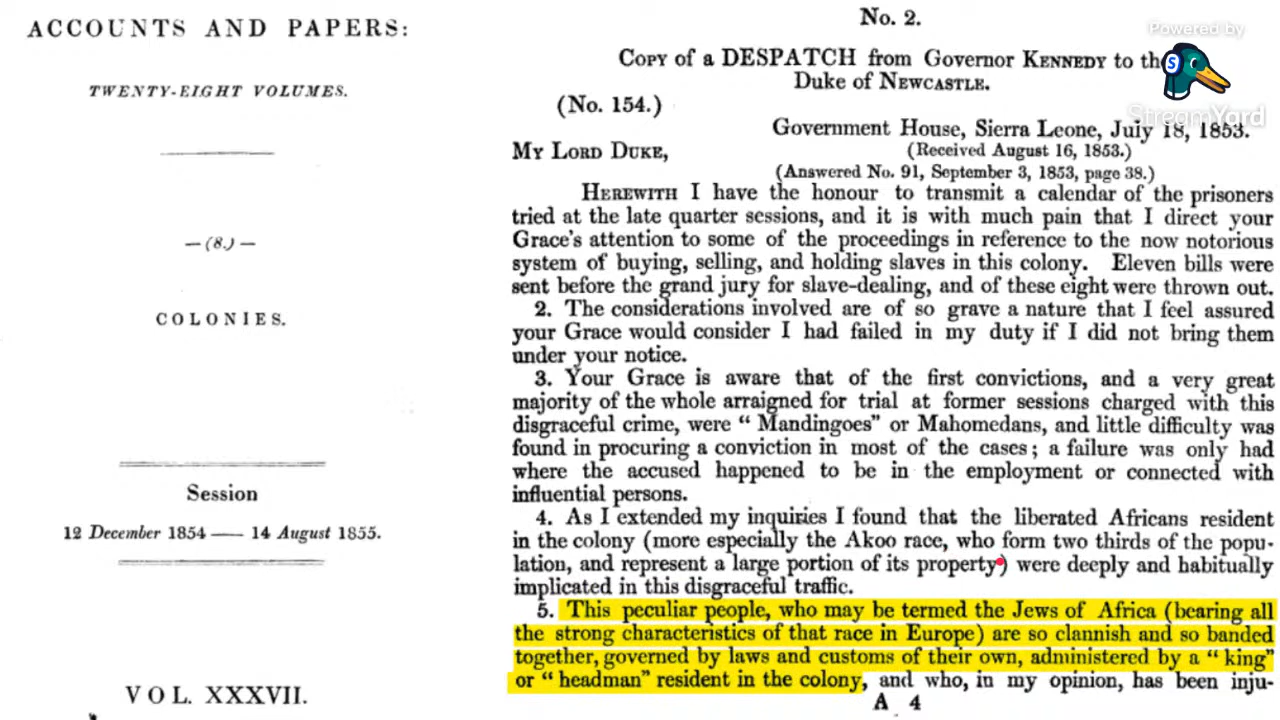 ACCOUNTS AND PAPERS:
TWENTY-EIGHT VOLUMES.
—(8.)—
COLONIES.
Session
12 December 1854 — 14 August 1855.
VOL. XXXVII.
No. 2.
COPY of a DESPATCH from Governor KENNEDY to the
Duke of NEWCASTLE.
(No. 154.)
Government House, Sierra Leone, July 18, 1853.
(Received August 16, 1853.)
MY LORD DUKE,
(Answered No. 91, September 3, 1853, page 38.)
HEREWITH I have the honour to transmit a calendar of the prisoners
tried at the late quarter sessions, and it is with much pain that I direct your
Grace's attention to some of the proceedings in reference to the now notorious
system of buying, selling, and holding slaves in this colony. Eleven bills were
sent before the grand jury for slave-dealing, and of these eight were thrown out.
2. The considerations involved are of so grave a nature that I feel assured
your Grace would consider I had failed in my duty if I did not bring them
under your notice.
3. Your Grace is aware that of the first convictions, and a very great
majority of the whole arraigned for trial at former sessions charged with this
disgraceful crime, were “ Mandingoes” or Mahomedans, and little difficulty was
found in procuring a conviction in most of the cases; a failure was only had
where the accused happened to be in the employment or connected with
influential persons.
4. As I extended my inquiries I found that the liberated Africans resident
in the colony (more especially the Akoo race, who form two thirds of the popu-
lation, and represent a large portion of its property) were deeply and habitually
implicated in this disgraceful traffic.
5. This peculiar people, who may be termed the Jews of Africa (bearing all
the strong characteristics of that race in Europe) are so clannish and so banded
together, governed by laws and customs of their own, administered by a “ king”
or “ headman” resident in the colony, and who, in my opinion, has been inju-
A 4
Powered by
StreamYard